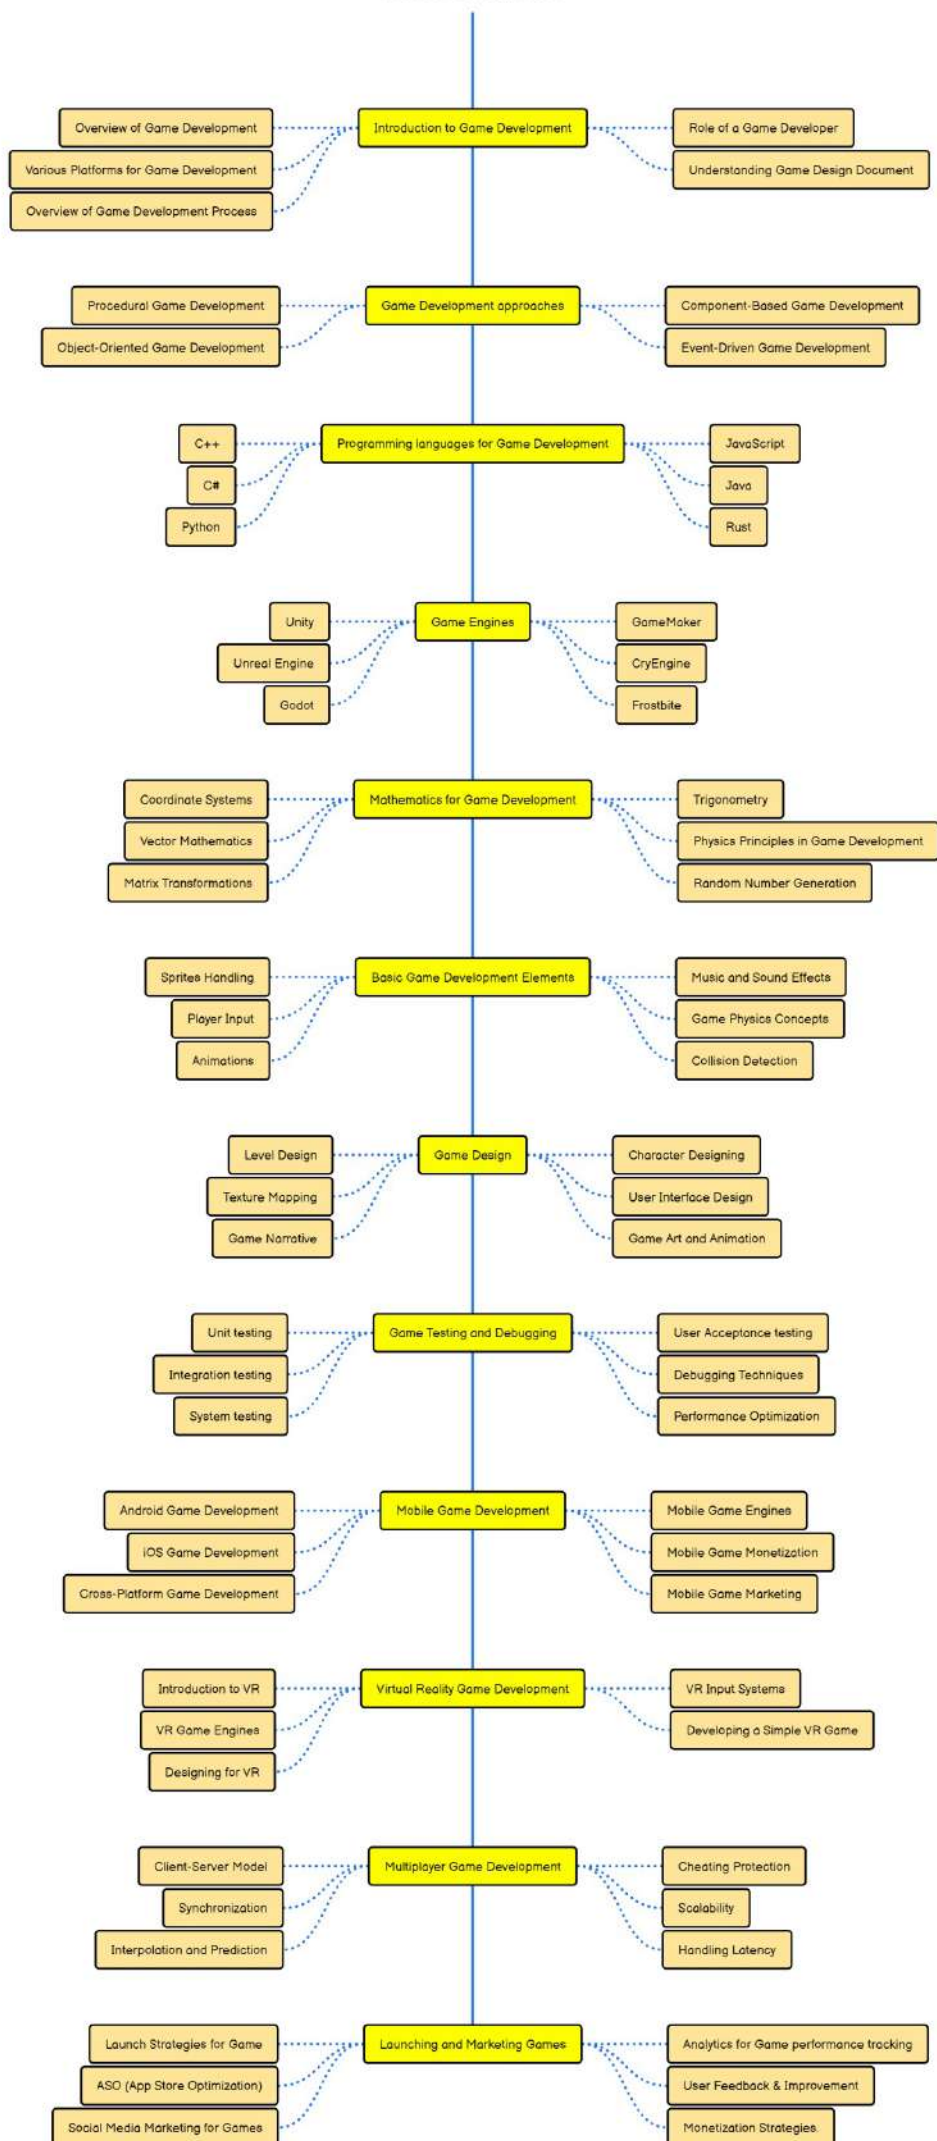 Introduction to Game Development
Overview of Game Development
Various Platforms for Game Development
Overview of Game Development Process
Role of a Game Developer
Understanding Game Design Document
Game Development approaches
Procedural Game Development
Object-Oriented Game Development
Component-Based Game Development
Event-Driven Game Development
Programming languages for Game Development
C++
C#
Python
JavaScript
Java
Rust
Game Engines
Unity
Unreal Engine
Godot
GameMaker
CryEngine
Frostbite
Mathematics for Game Development
Coordinate Systems
Vector Mathematics
Matrix Transformations
Trigonometry
Physics Principles in Game Development
Random Number Generation
Basic Game Development Elements
Sprites Handling
Player Input
Animations
Music and Sound Effects
Game Physics Concepts
Collision Detection
Game Design
Level Design
Texture Mapping
Game Narrative
Character Designing
User Interface Design
Game Art and Animation
Game Testing and Debugging
Unit testing
Integration testing
System testing
User Acceptance testing
Debugging Techniques
Performance Optimization
Mobile Game Development
Android Game Development
iOS Game Development
Cross-Platform Game Development
Mobile Game Engines
Mobile Game Monetization
Mobile Game Marketing
Virtual Reality Game Development
Introduction to VR
VR Game Engines
Designing for VR
VR Input Systems
Developing a Simple VR Game
Multiplayer Game Development
Client-Server Model
Synchronization
Interpolation and Prediction
Cheating Protection
Scalability
Handling Latency
Launching and Marketing Games
Launch Strategies for Game
ASO (App Store Optimization)
Social Media Marketing for Games
Analytics for Game performance tracking
User Feedback & Improvement
Monetization Strategies.